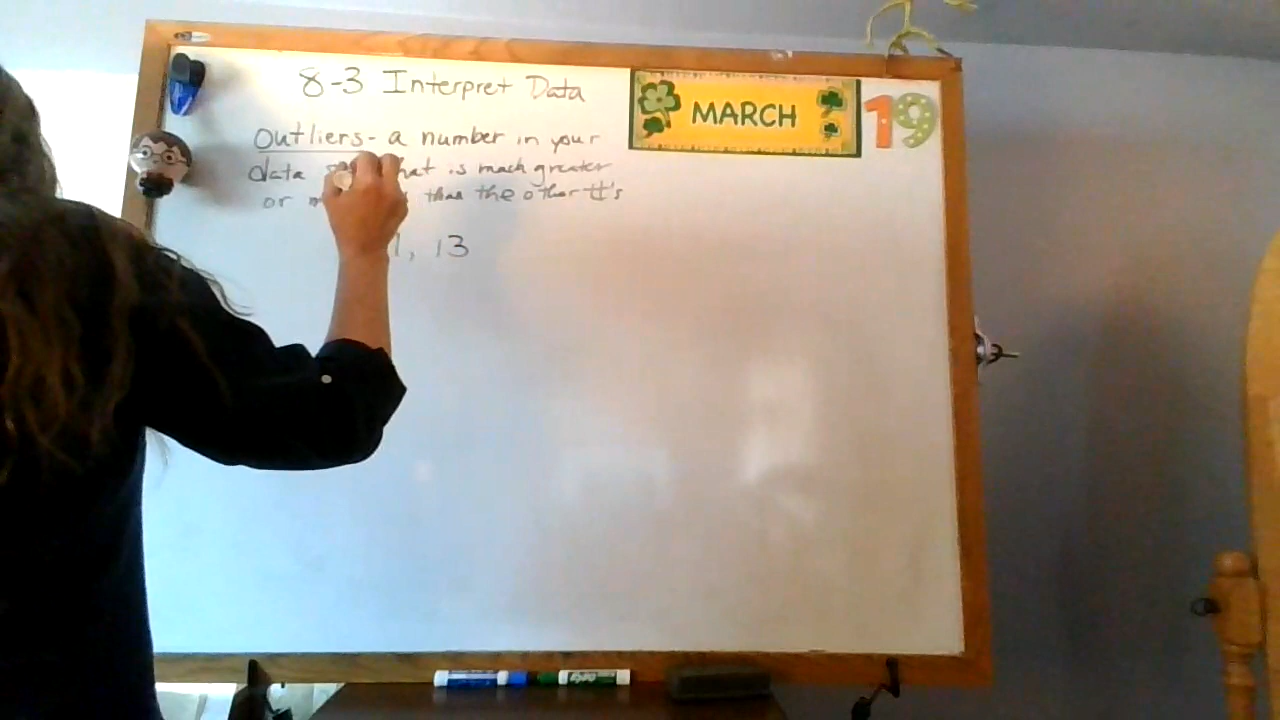 8-3 Interpret Data
MARCH 19
Outliers - a number in your
data that is much greater
or than the other #'s
1, 13